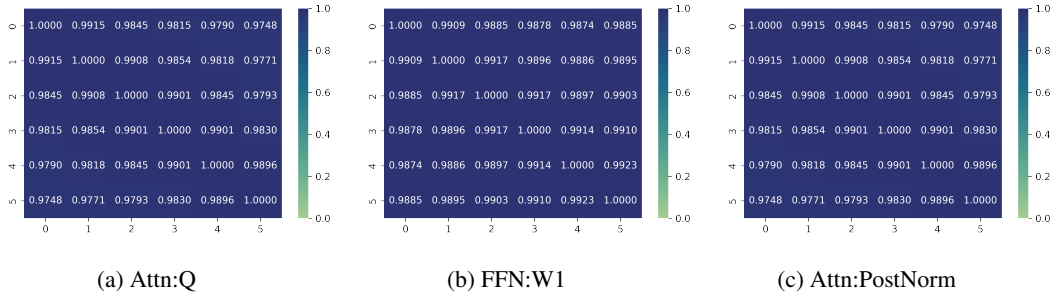 0 1.0000 0.9915 0.9845 0.9815 0.9790 0.9748
1 0.9915 1.0000 0.9908 0.9854 0.9818 0.9771
2 0.9845 0.9908 1.0000 0.9901 0.9845 0.9793
3 0.9815 0.9854 0.9901 1.0000 0.9901 0.9830
4 0.9790 0.9818 0.9845 0.9901 1.0000 0.9896
5 0.9748 0.9771 0.9793 0.9830 0.9896 1.0000
0 1 2 3 4 5
1.0
0.8
0.6
0.4
0.2
0.0
(a) Attn:Q
0 1.0000 0.9909 0.9885 0.9878 0.9874 0.9885
1 0.9909 1.0000 0.9917 0.9896 0.9886 0.9895
2 0.9885 0.9917 1.0000 0.9917 0.9897 0.9903
3 0.9878 0.9896 0.9917 1.0000 0.9914 0.9910
4 0.9874 0.9886 0.9897 0.9914 1.0000 0.9923
5 0.9885 0.9895 0.9903 0.9910 0.9923 1.0000
0 1 2 3 4 5
1.0
0.8
0.6
0.4
0.2
0.0
(b) FFN:W1
0 1.0000 0.9915 0.9845 0.9815 0.9790 0.9748
1 0.9915 1.0000 0.9908 0.9854 0.9818 0.9771
2 0.9845 0.9908 1.0000 0.9901 0.9845 0.9793
3 0.9815 0.9854 0.9901 1.0000 0.9901 0.9830
4 0.9790 0.9818 0.9845 0.9901 1.0000 0.9896
5 0.9748 0.9771 0.9793 0.9830 0.9896 1.0000
0 1 2 3 4 5
1.0
0.8
0.6
0.4
0.2
0.0
(c) Attn:PostNorm